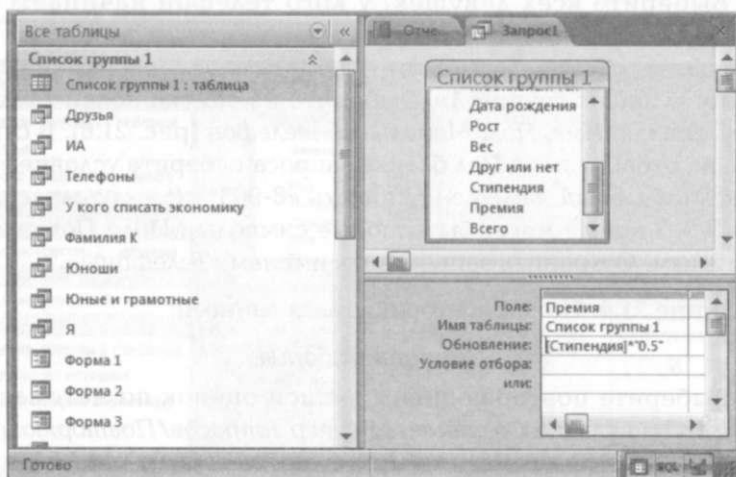 Все таблицы
«
Список группы 1
Список группы 1 : таблица
Друзья
ИА
Телефоны
У кого списать экономику
Фамилия К
Юноши
Юные и грамотные
Я
Форма 1
Форма 2
Форма 3
Готово
Отче
Запрос1
×
Список группы 1
Дата рождения
Рост
Вес
Друг или нет
Стипендия
Премия
Всего
Поле: Премия
Имя таблицы: Список группы 1
Обновление: [Стипендия]*"0.5"
Условие отбора:
или:
SQL